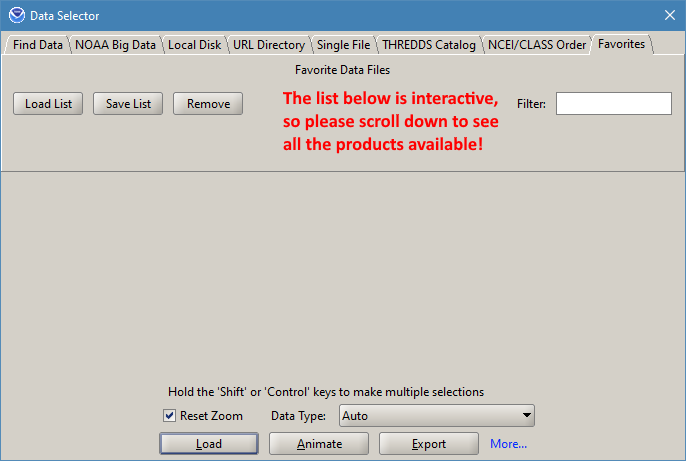 Data Selector
Find Data NOAA Big Data Local Disk URL Directory Single File THREDDS Catalog NCEI/CLASS Order Favorites
Favorite Data Files
Load List Save List Remove
The list below is interactive,
so please scroll down to see
all the products available!
Filter:
Hold the 'Shift' or 'Control' keys to make multiple selections
Reset Zoom Data Type: Auto
Load Animate Export More...